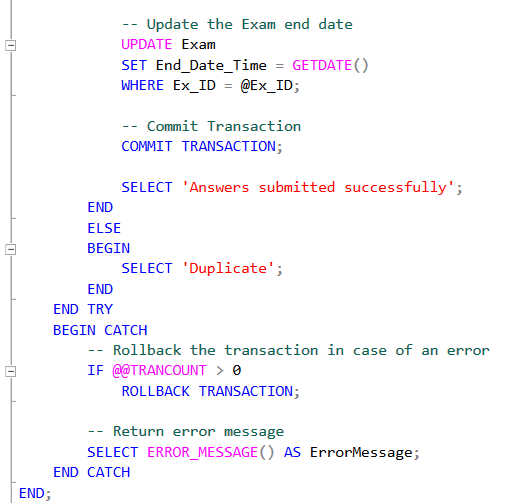 -- Update the Exam end date
UPDATE Exam
SET End_Date_Time = GETDATE()
WHERE Ex_ID = @Ex_ID;
-- Commit Transaction
COMMIT TRANSACTION;
SELECT 'Answers submitted successfully';
END
ELSE
BEGIN
SELECT 'Duplicate';
END
END TRY
BEGIN CATCH
-- Rollback the transaction in case of an error
IF @@TRANCOUNT > 0
ROLLBACK TRANSACTION;
-- Return error message
SELECT ERROR_MESSAGE() AS ErrorMessage;
END CATCH
END;